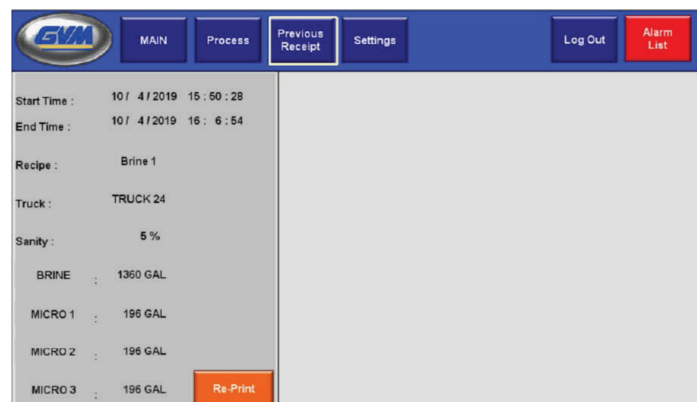 GVM
MAIN
Process
Previous
Receipt
Settings
Log Out
Alarm
List
Start Time : 10 / 4 / 2019 15 : 50 : 28
End Time : 10 / 4 / 2019 16 : 6 : 54
Recipe : Brine 1
Truck : TRUCK 24
Sanity : 5 %
BRINE : 1360 GAL
MICRO 1 : 196 GAL
MICRO 2 : 196 GAL
MICRO 3 : 196 GAL
Re-Print